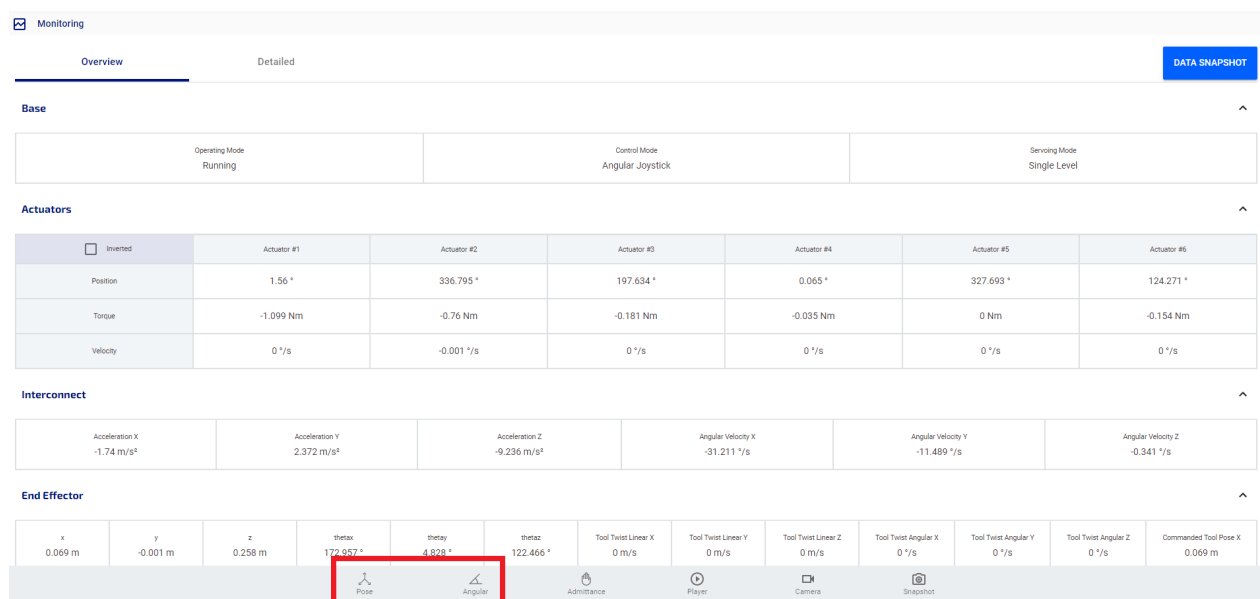 Monitoring
Overview Detailed DATA SNAPSHOT
Base
Operating Mode Control Mode Servoing Mode
Running Angular Joystick Single Level
Actuators
Inverted Actuator #1 Actuator #2 Actuator #3 Actuator #4 Actuator #5 Actuator #6
Position 1.56 ° 336.795 ° 197.634 ° 0.065 ° 327.693 ° 124.271 °
Torque -1.099 Nm -0.76 Nm -0.181 Nm -0.035 Nm 0 Nm -0.154 Nm
Velocity 0 °/s -0.001 °/s 0 °/s 0 °/s 0 °/s 0 °/s
Interconnect
Acceleration X Acceleration Y Acceleration Z Angular Velocity X Angular Velocity Y Angular Velocity Z
-1.74 m/s² 2.372 m/s² -9.236 m/s² -31.211 °/s -11.489 °/s -0.341 °/s
End Effector
x y z thetax thetay thetaz Tool Twist Linear X Tool Twist Linear Y Tool Twist Linear Z Tool Twist Angular X Tool Twist Angular Y Tool Twist Angular Z Commanded Tool Pose X
0.069 m -0.001 m 0.258 m 172.957 ° 4.828 ° 122.466 ° 0 m/s 0 m/s 0 m/s 0 °/s 0 °/s 0 °/s 0.069 m
Pose Angular Admittance Player Camera Snapshot